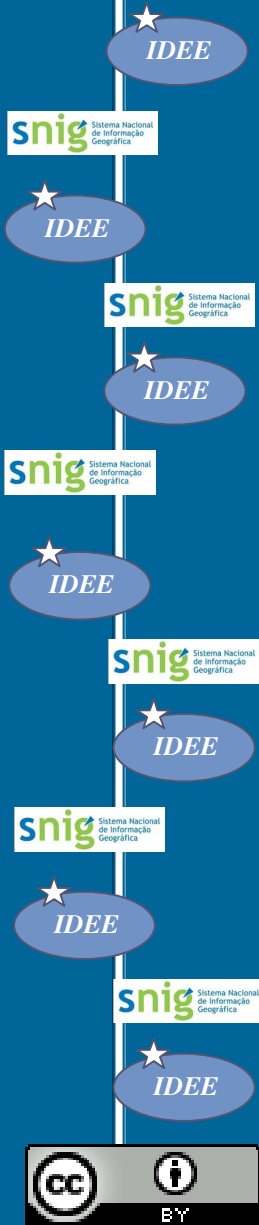 IDEE
snig Sistema Nacional
de Informação
Geográfica
IDEE
snig Sistema Nacional
de Informação
Geográfica
IDEE
snig Sistema Nacional
de Informação
Geográfica
IDEE
snig Sistema Nacional
de Informação
Geográfica
IDEE
snig Sistema Nacional
de Informação
Geográfica
IDEE
snig Sistema Nacional
de Informação
Geográfica
IDEE
cc
BY